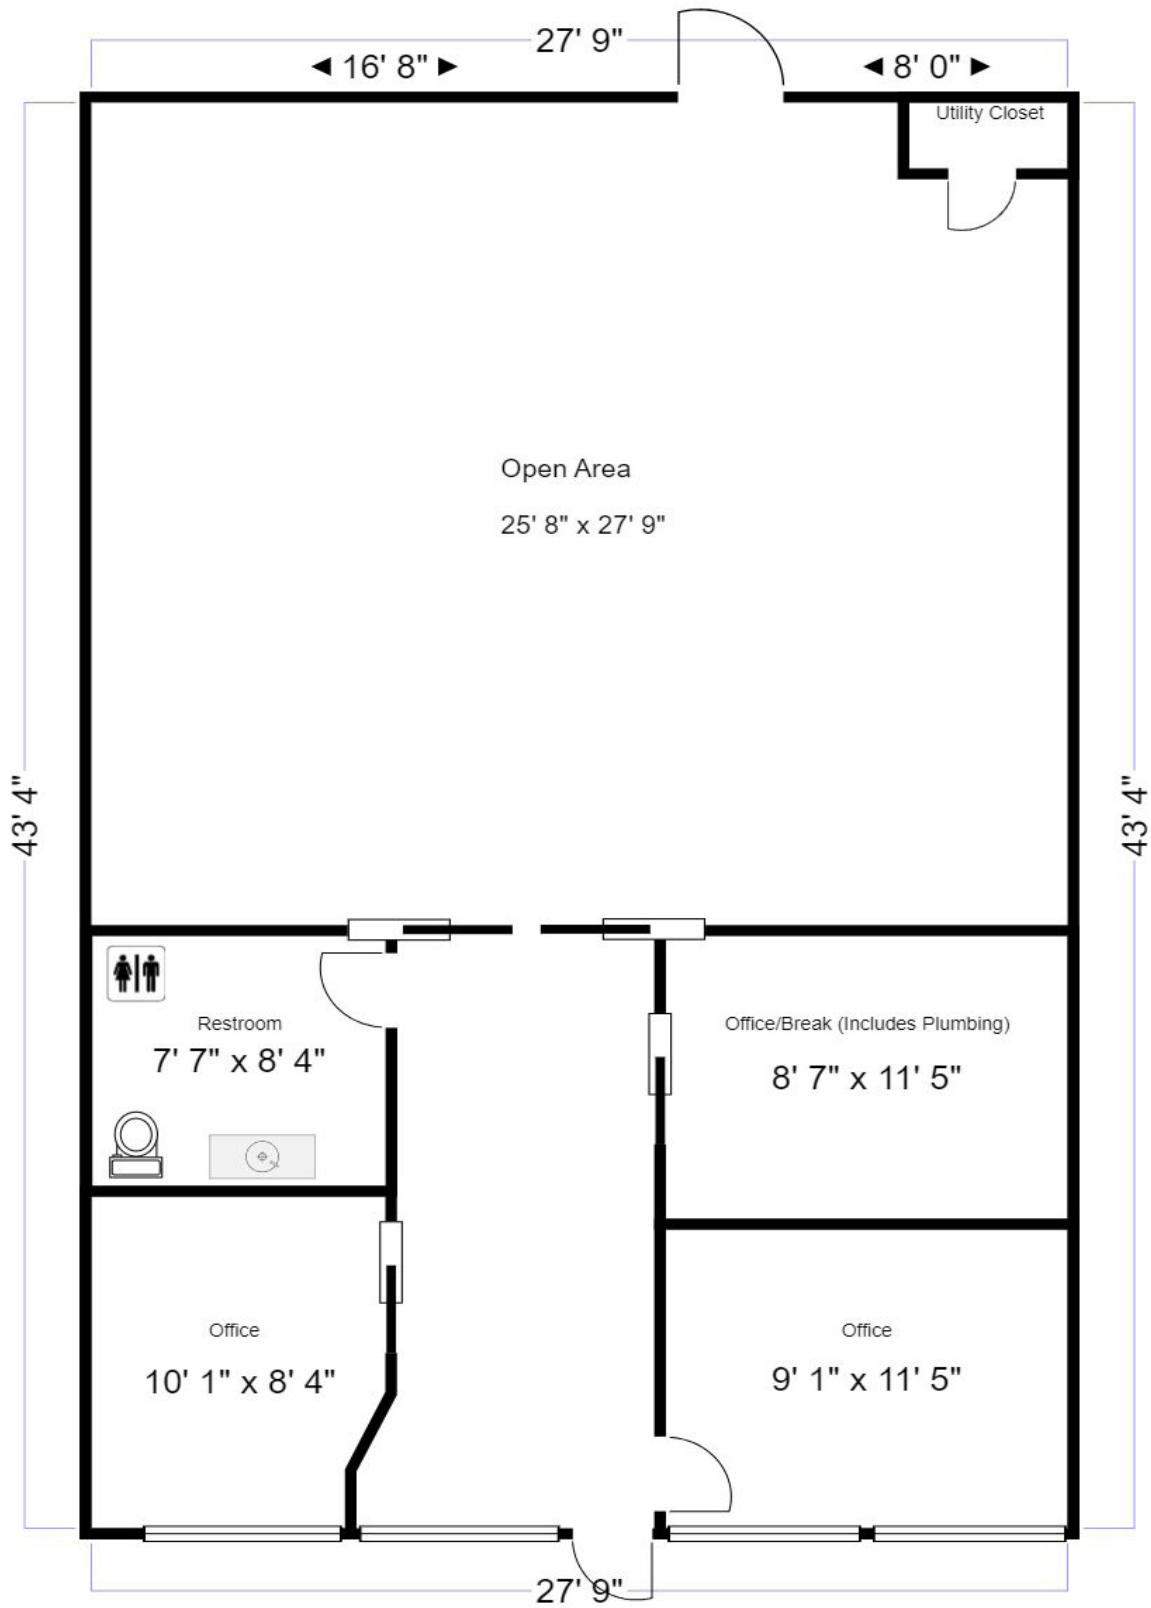 27' 9"
◄ 16' 8" ►
◄ 8' 0" ►
Utility Closet
Open Area
25' 8" x 27' 9"
43' 4"
43' 4"
Restroom
7' 7" x 8' 4"
Office/Break (Includes Plumbing)
8' 7" x 11' 5"
Office
10' 1" x 8' 4"
Office
9' 1" x 11' 5"
27' 9"